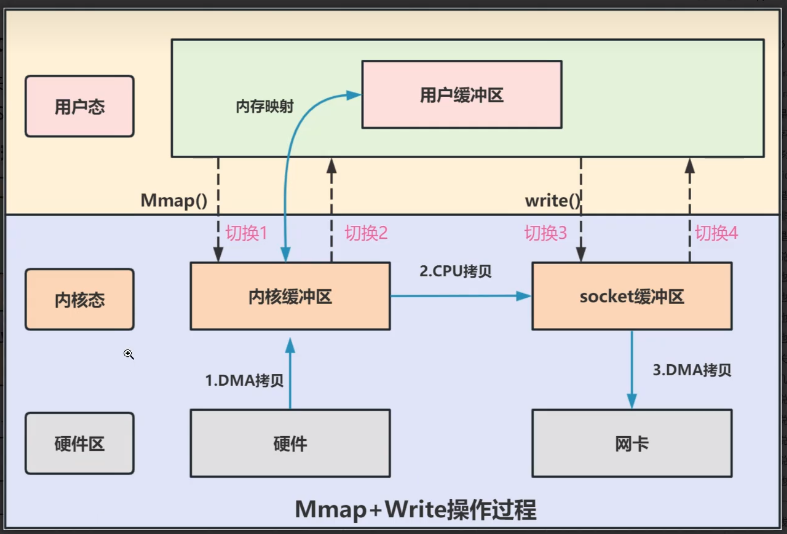 用户态
用户缓冲区
内存映射
Mmap()
write()
切换1
切换2
切换3
切换4
内核态
内核缓冲区
2.CPU拷贝
socket缓冲区
1.DMA拷贝
3.DMA拷贝
硬件区
硬件
网卡
Mmap+Write操作过程